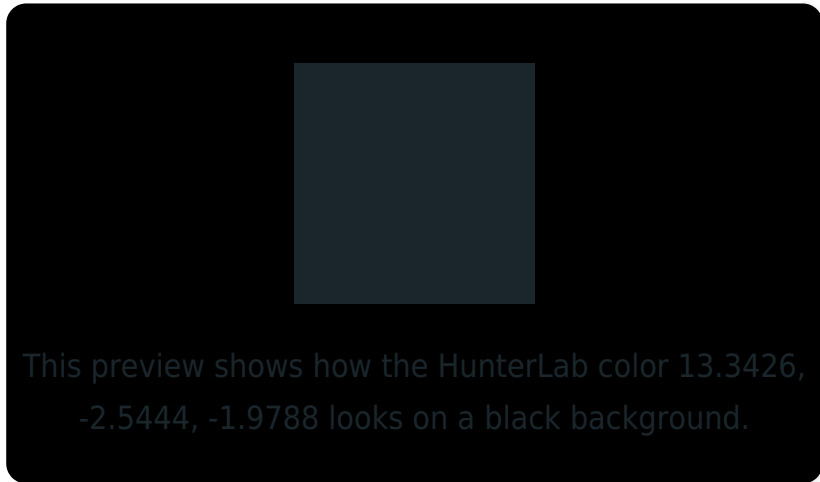 This preview shows how the HunterLab color 13.3426,
-2.5444, -1.9788 looks on a black background.